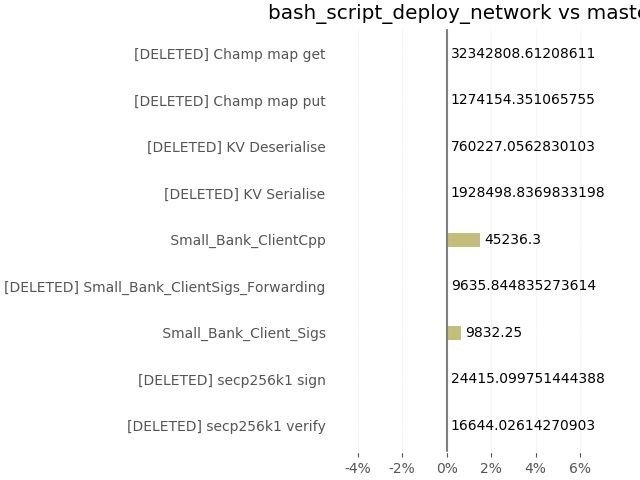 bash_script_deploy_network vs maste
[DELETED] Champ map get 32342808.61208611
[DELETED] Champ map put 1274154.351065755
[DELETED] KV Deserialise 760227.0562830103
[DELETED] KV Serialise 1928498.8369833198
Small_Bank_ClientCpp 45236.3
[DELETED] Small_Bank_ClientSigs_Forwarding 9635.844835273614
Small_Bank_Client_Sigs 9832.25
[DELETED] secp256k1 sign 24415.099751444388
[DELETED] secp256k1 verify 16644.02614270903
-4% -2% 0% 2% 4% 6%